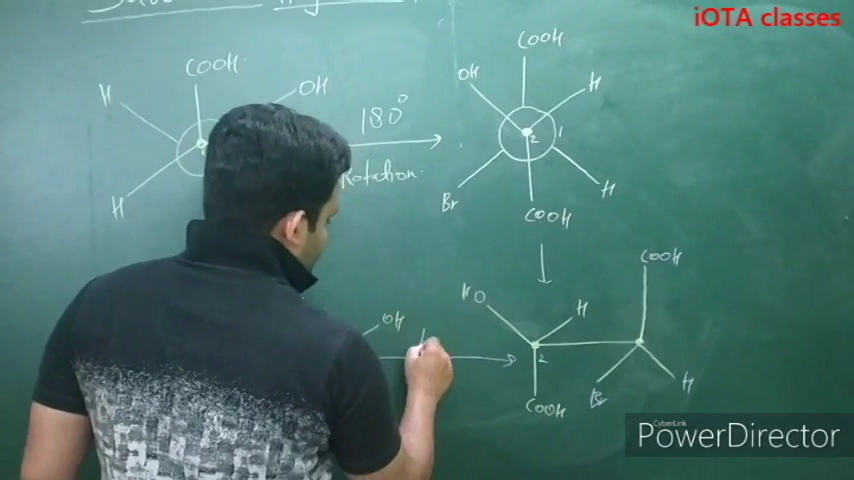 iOTA classes
COOH
H
OH
H
180°
Rotation.
COOH
OH
H
2
1
Br
H
COOH
OH
HO
H
2
COOH
COOH
Br
H
CyberLink
PowerDirector